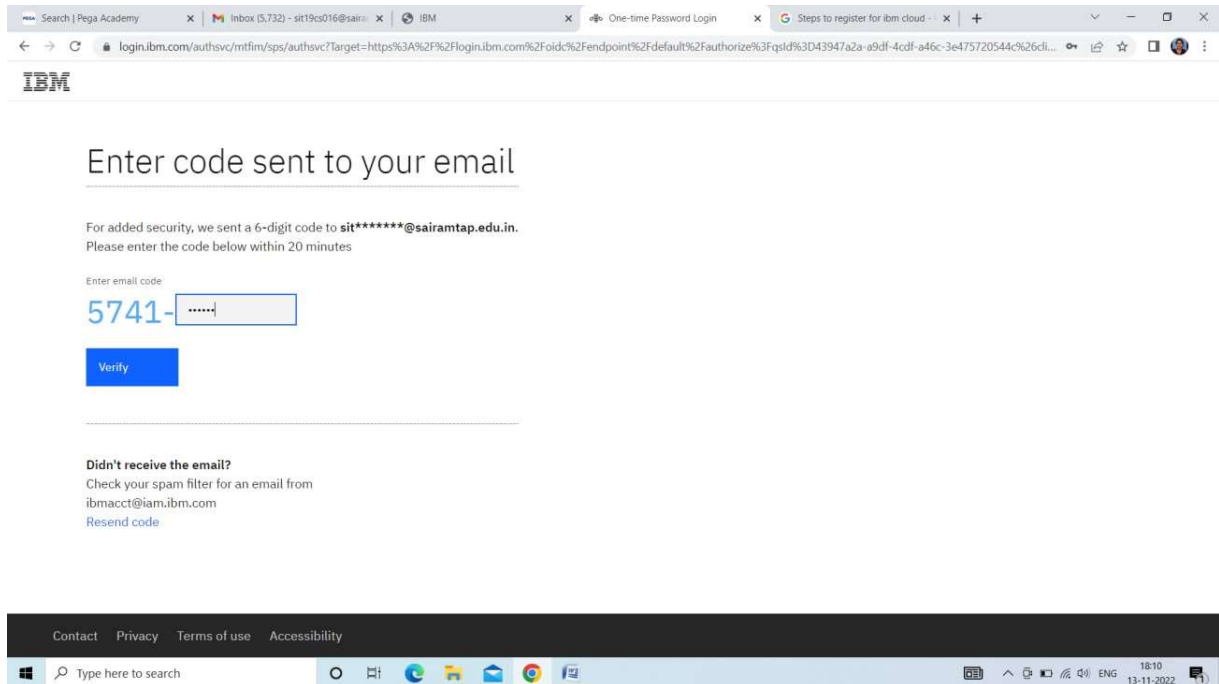 Search | Pega Academy
Inbox (5,732) - sit19cs016@saira
IBM
One-time Password Login
Steps to register for ibm cloud -
login.ibm.com/authsvc/mtfim/sps/authsvc?Target=https%3A%2F%2Flogin.ibm.com%2Foidc%2Fendpoint%2Fdefault%2Fauthorize%3FqsId%3D43947a2a-a9df-4cdf-a46c-3e475720544c%26cli...
IBM
Enter code sent to your email
For added security, we sent a 6-digit code to sit*******@sairamtap.edu.in.
Please enter the code below within 20 minutes
Enter email code
5741- ••••••
Verify
Didn't receive the email?
Check your spam filter for an email from
ibmacct@iam.ibm.com
Resend code
Contact Privacy Terms of use Accessibility
Type here to search
ENG
18:10
13-11-2022